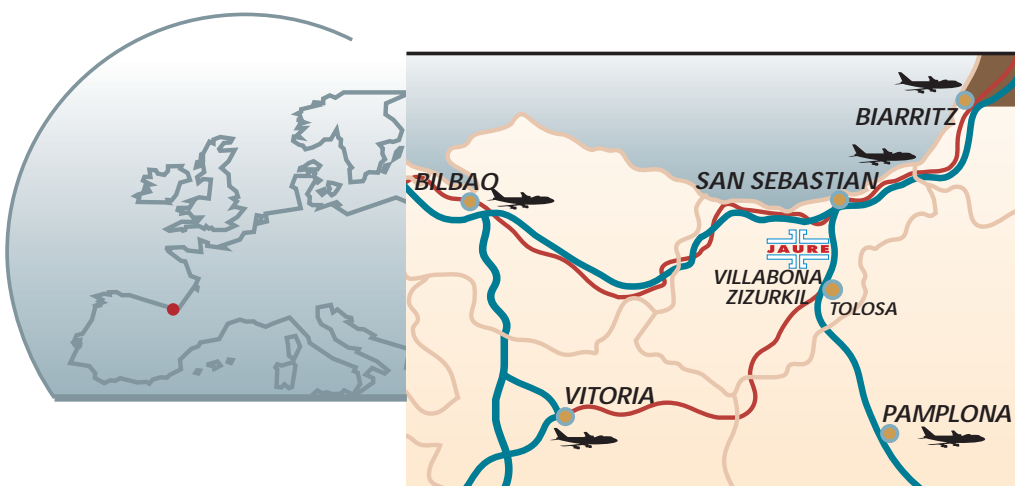 BIARRITZ
BILBAO
SAN SEBASTIAN
JAURE
VILLABONA
ZIZURKIL
TOLOSA
VITORIA
PAMPLONA